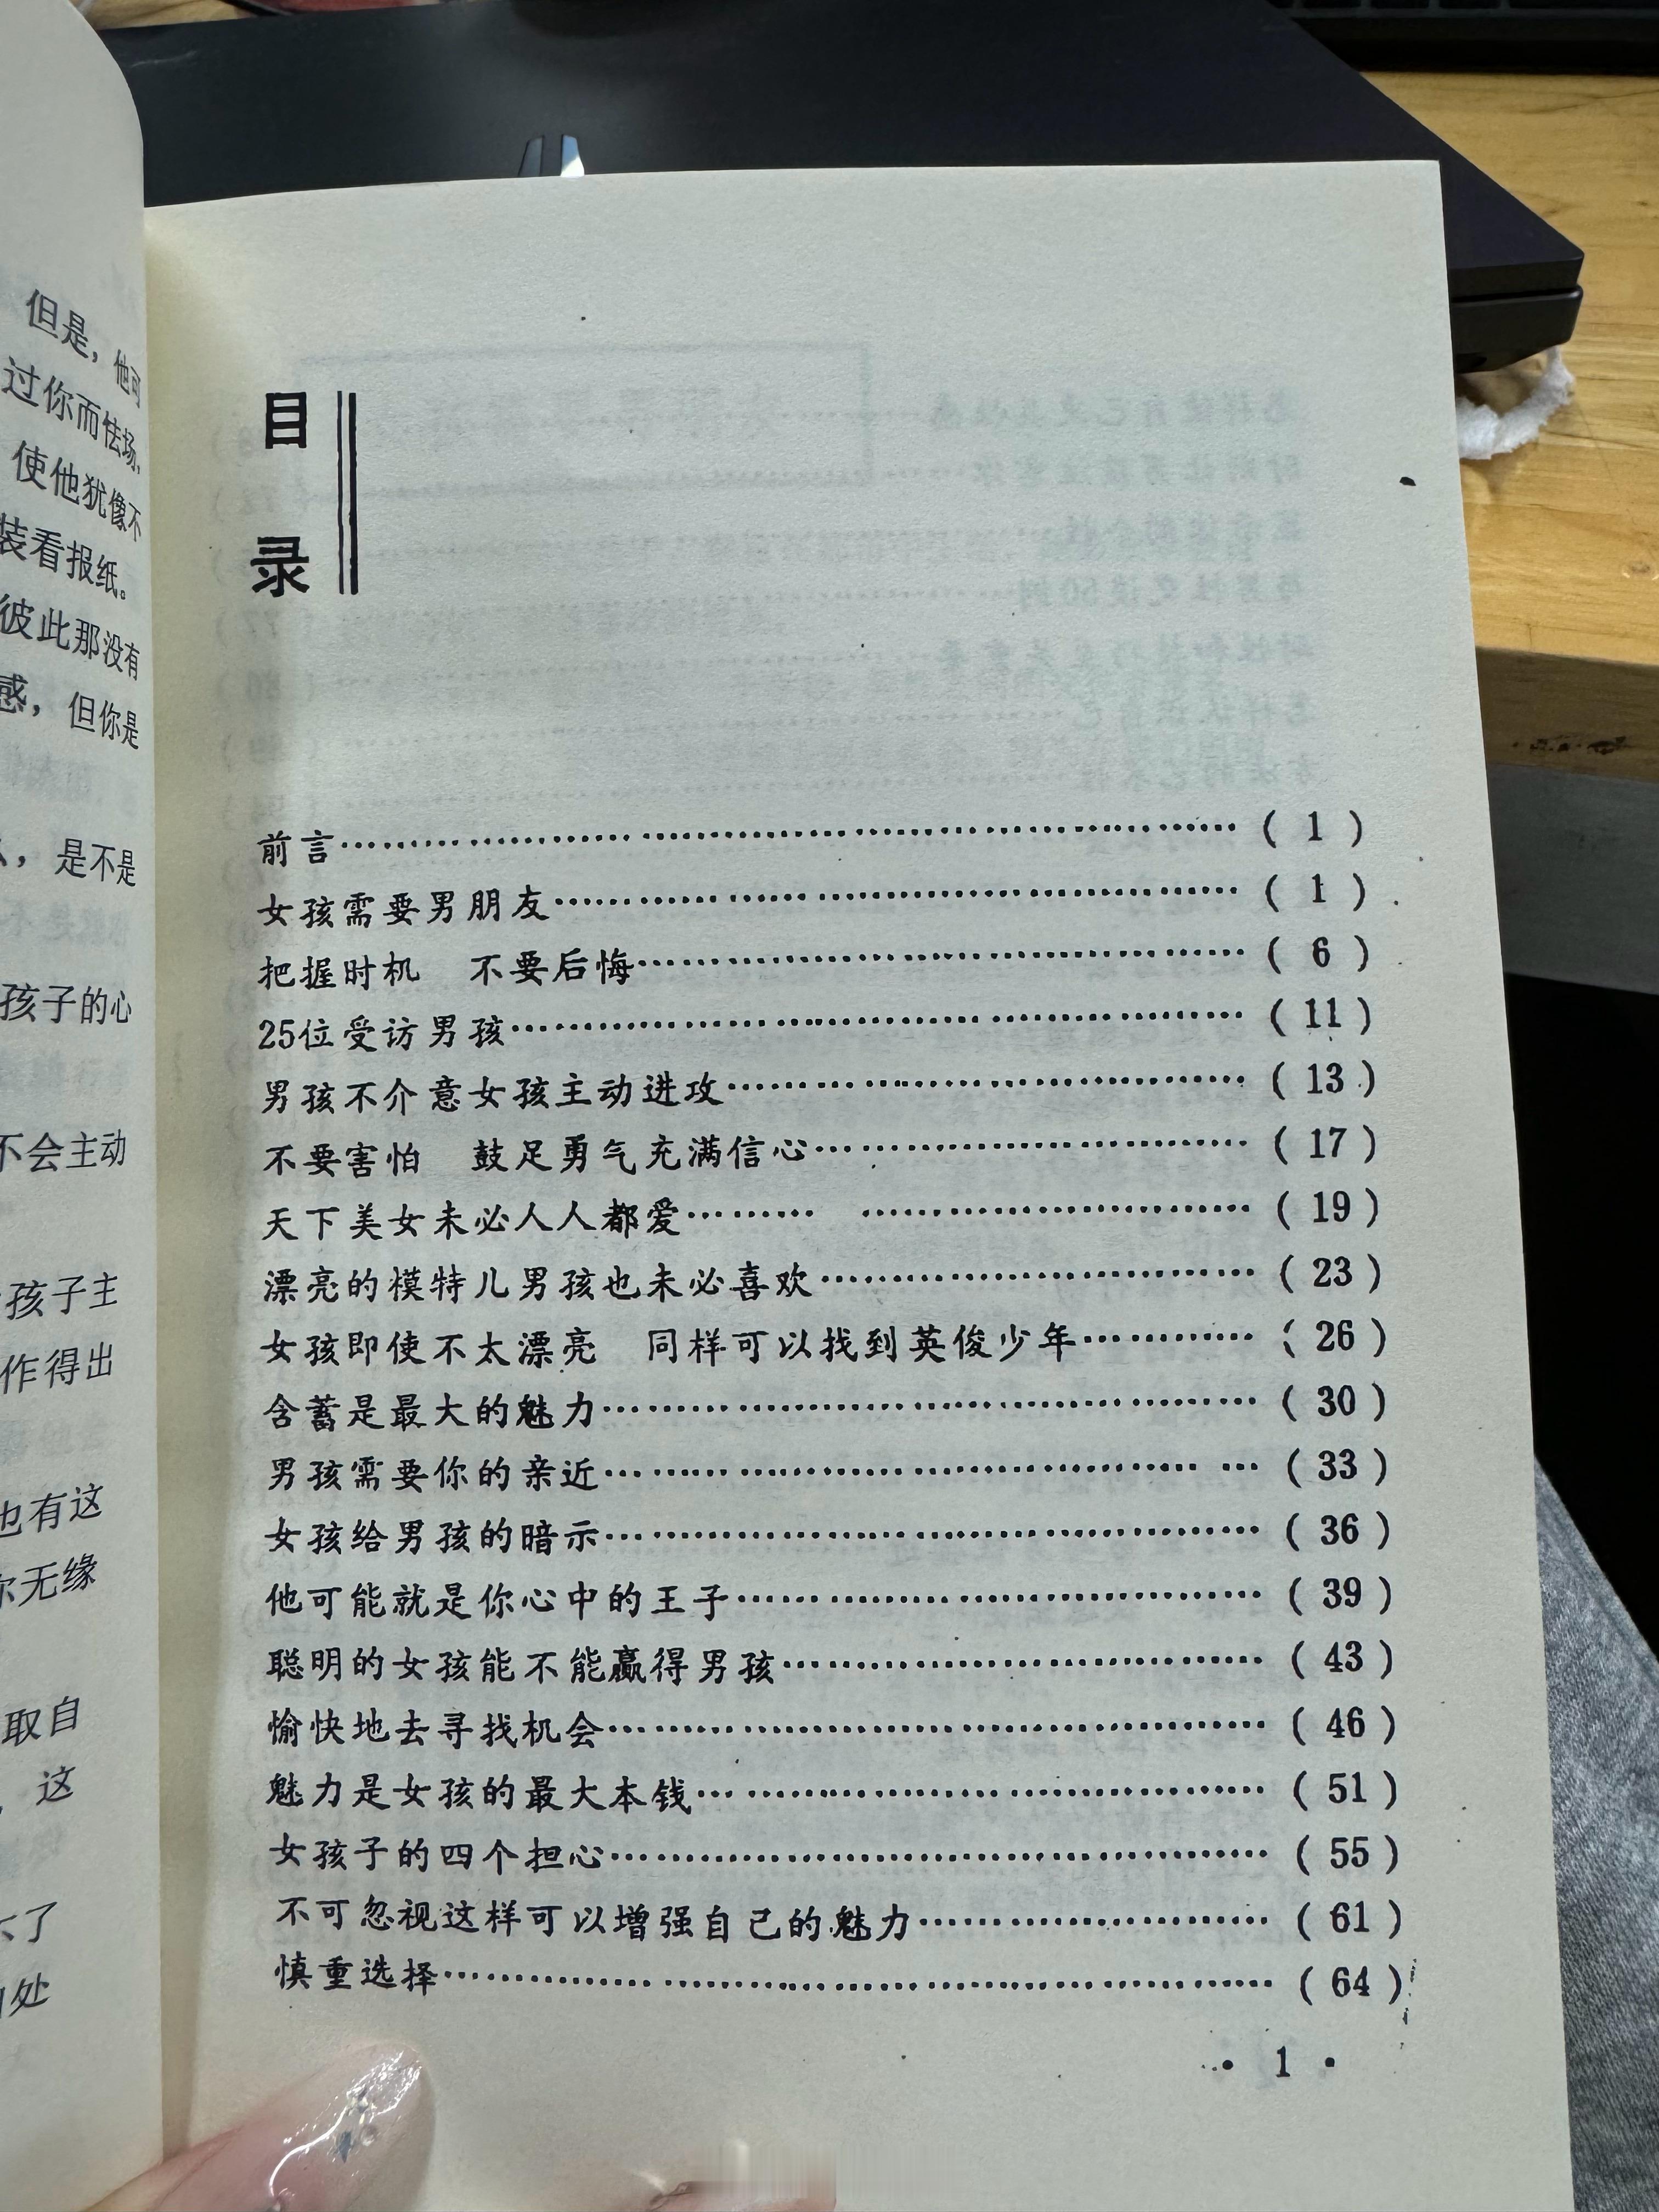 但是，他可
过你而怯场，
使他犹像不
装看报纸。
彼此那没有
惑，但你是
，是不是
孩子的心
不会主动
孩子主
作得出
也有这
你无缘
取自
，这
了
处
目录
前言……(1)
女孩需要男朋友……(1)
把握时机　不要后悔……(6)
25位受访男孩……(11)
男孩不介意女孩主动进攻……(13)
不要害怕　鼓足勇气充满信心……(17)
天下美女未必人人都爱……(19)
漂亮的模特儿男孩也未必喜欢……(23)
女孩即使不太漂亮　同样可以找到英俊少年……(26)
含蓄是最大的魅力……(30)
男孩需要你的亲近……(33)
女孩给男孩的暗示……(36)
他可能就是你心中的王子……(39)
聪明的女孩能不能赢得男孩……(43)
愉快地去寻找机会……(46)
魅力是女孩的最大本钱……(51)
女孩子的四个担心……(55)
不可忽视这样可以增强自己的魅力……(61)
慎重选择……(64)
· 1 ·